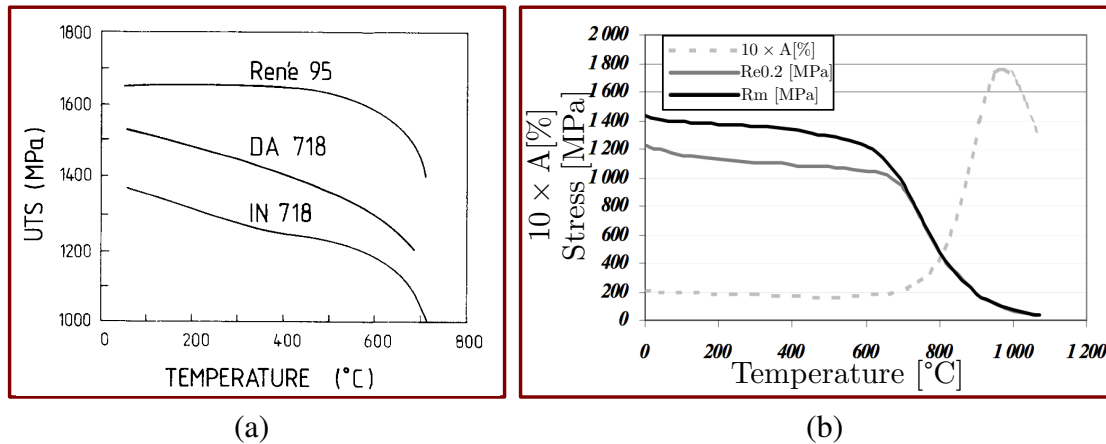 1800
1600
1400
1200
1000
UTS (MPa)
Ren'e 95
DA 718
IN 718
0 200 400 600 800
TEMPERATURE (°C)
(a)
2 000
1 800
1 600
1 400
1 200
1 000
800
600
400
200
0
10 × A[%]
Stress [MPa]
10 × A[%]
Re0.2 [MPa]
Rm [MPa]
0 200 400 600 800 1 000 1 200
Temperature [°C]
(b)